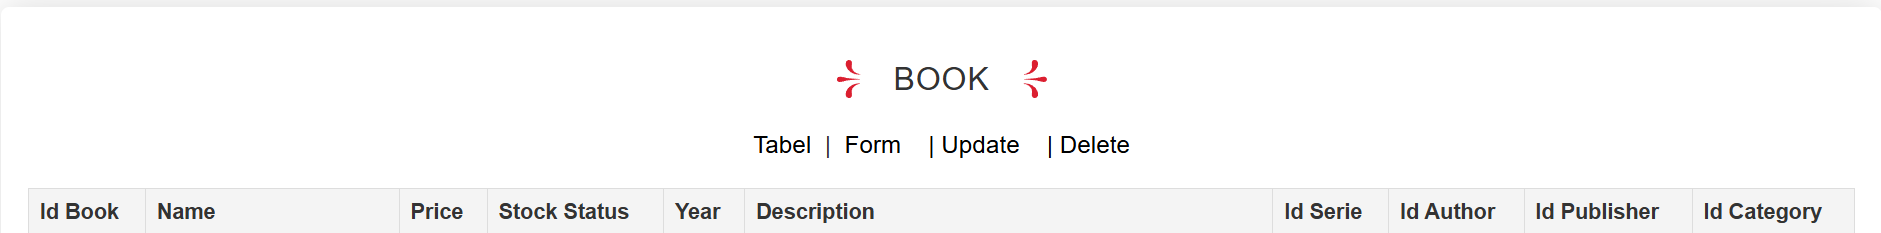 BOOK
Tabel | Form | Update | Delete
Id Book Name Price Stock Status Year Description Id Serie Id Author Id Publisher Id Category